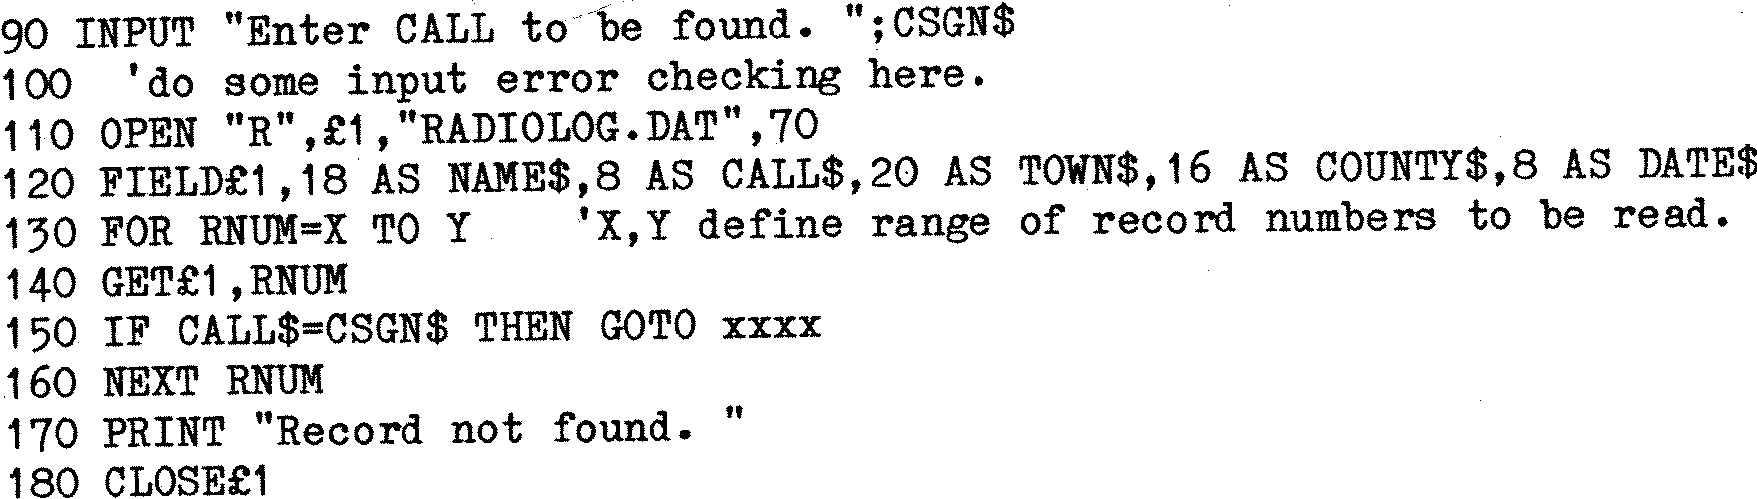 90 INPUT "Enter CALL to be found. ";CSGN$
100  'do some input error checking here.
110 OPEN "R",£1,"RADIOLOG.DAT",70
120 FIELD£1,18 AS NAME$,8 AS CALL$,20 AS TOWN$,16 AS COUNTY$,8 AS DATE$
130 FOR RNUM=X TO Y    'X,Y define range of record numbers to be read.
140 GET£1,RNUM
150 IF CALL$=CSGN$ THEN GOTO xxxx
160 NEXT RNUM
170 PRINT "Record not found. "
180 CLOSE£1